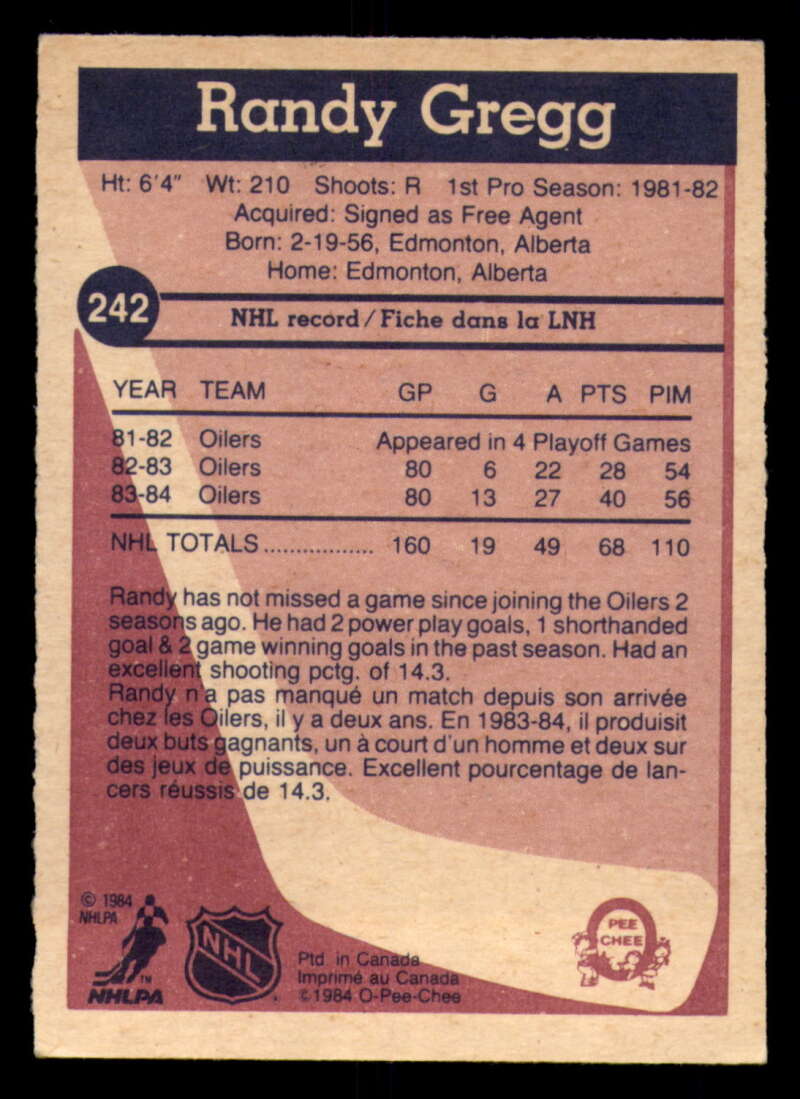 Randy Gregg
Ht: 6'4" Wt: 210 Shoots: R 1st Pro Season: 1981-82
Acquired: Signed as Free Agent
Born: 2-19-56, Edmonton, Alberta
Home: Edmonton, Alberta
242
NHL record/Fiche dans la LNH
YEAR TEAM GP G A PTS PIM
81-82 Oilers Appeared in 4 Playoff Games
82-83 Oilers 80 6 22 28 54
83-84 Oilers 80 13 27 40 56
NHL TOTALS................. 160 19 49 68 110
Randy has not missed a game since joining the Oilers 2
seasons ago. He had 2 power play goals, 1 shorthanded
goal & 2 game winning goals in the past season. Had an
excellent shooting pctg. of 14.3.
Randy n'a pas manqué un match depuis son arrivée
chez les Oilers, il y a deux ans. En 1983-84, il produisit
deux buts gagnants, un à court d'un homme et deux sur
des jeux de puissance. Excellent pourcentage de lan-
cers réussis de 14.3.
© 1984
NHLPA
TM
NHLPA
NHL
Ptd in Canada
Imprimé au Canada
© 1984 O-Pee-Chee
PEE
CHEE